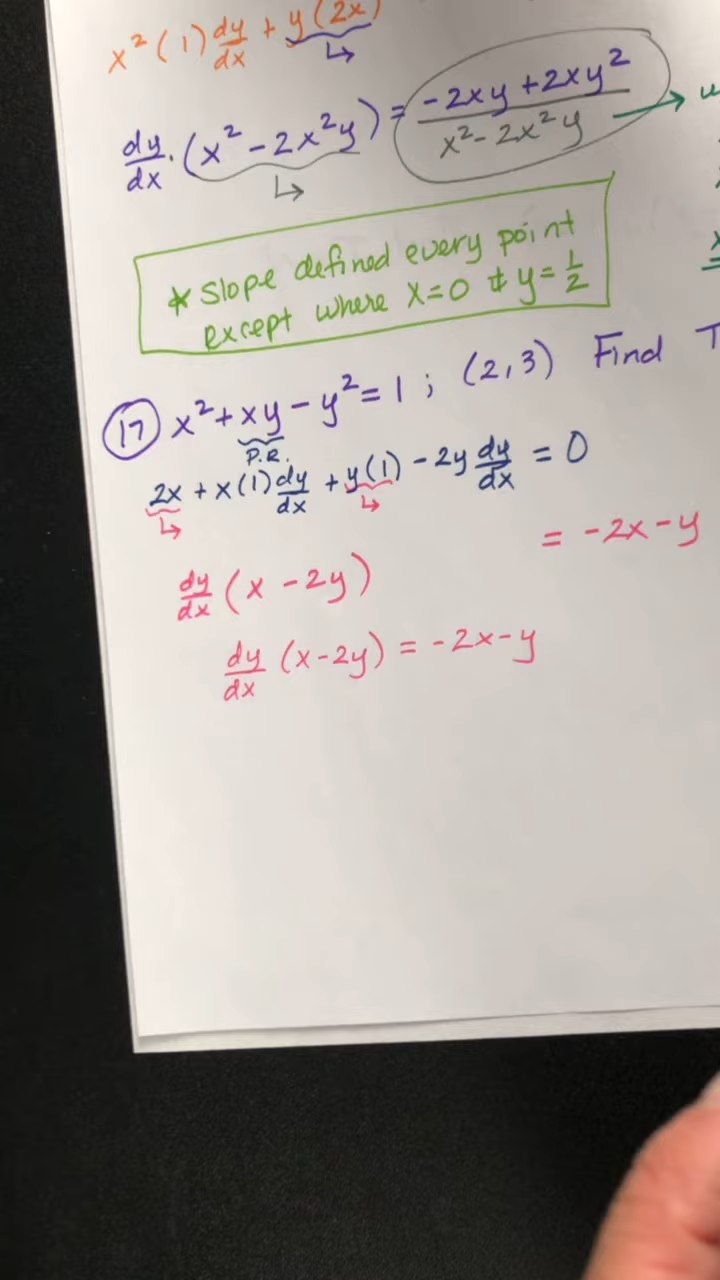 x²(1)dy/dx + y(2x)
dy/dx·(x²-2x²y) = (-2xy+2xy²)/(x²-2x²y) →
* Slope defined every point
except where x=0 & y=1/2
⑰ x²+xy-y²=1; (2,3) Find
P.R.
2x + x(1)dy/dx + y(1) - 2y dy/dx = 0
= -2x-y
dy/dx (x-2y)
dy/dx (x-2y) = -2x-y